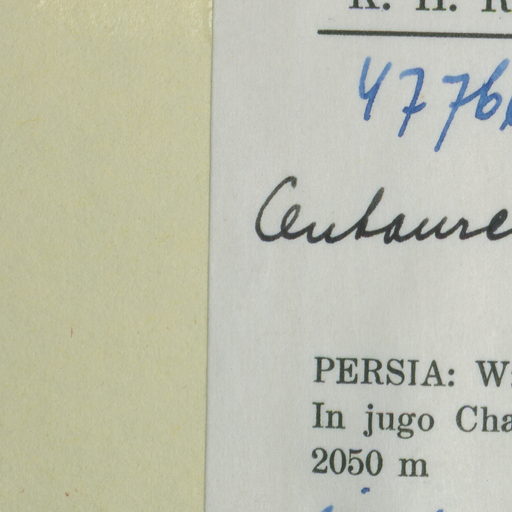 K. H. R
4776
Centaure
PERSIA: W
In jugo Cha
2050 m